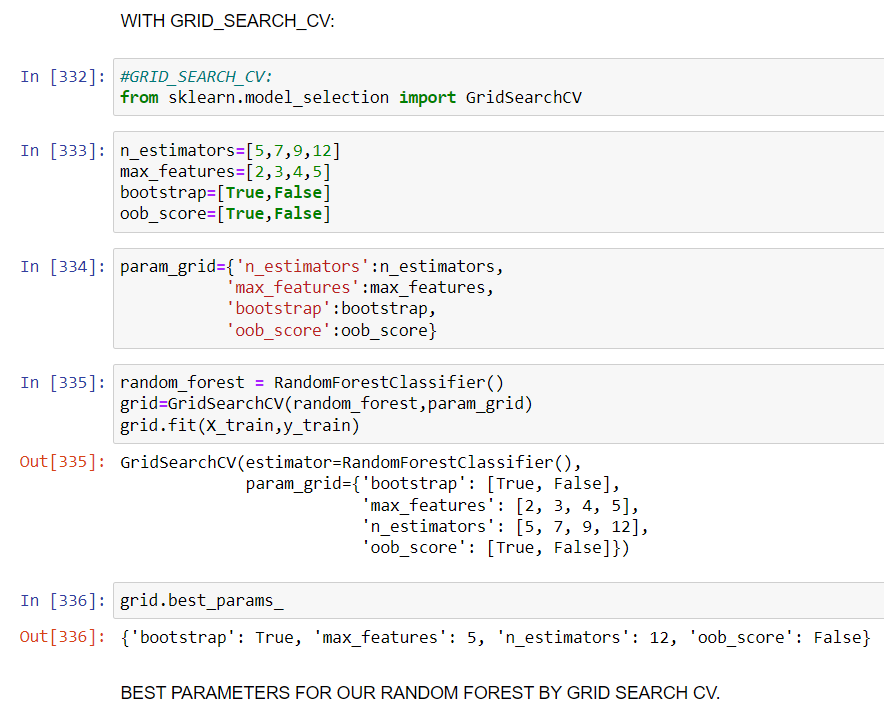 WITH GRID_SEARCH_CV:
In [332]: #GRID_SEARCH_CV:
from sklearn.model_selection import GridSearchCV
In [333]: n_estimators=[5,7,9,12]
max_features=[2,3,4,5]
bootstrap=[True,False]
oob_score=[True,False]
In [334]: param_grid={'n_estimators':n_estimators,
'max_features':max_features,
'bootstrap':bootstrap,
'oob_score':oob_score}
In [335]: random_forest = RandomForestClassifier()
grid=GridSearchCV(random_forest,param_grid)
grid.fit(X_train,y_train)
Out[335]: GridSearchCV(estimator=RandomForestClassifier(),
param_grid={'bootstrap': [True, False],
'max_features': [2, 3, 4, 5],
'n_estimators': [5, 7, 9, 12],
'oob_score': [True, False]})
In [336]: grid.best_params_
Out[336]: {'bootstrap': True, 'max_features': 5, 'n_estimators': 12, 'oob_score': False}
BEST PARAMETERS FOR OUR RANDOM FOREST BY GRID SEARCH CV.